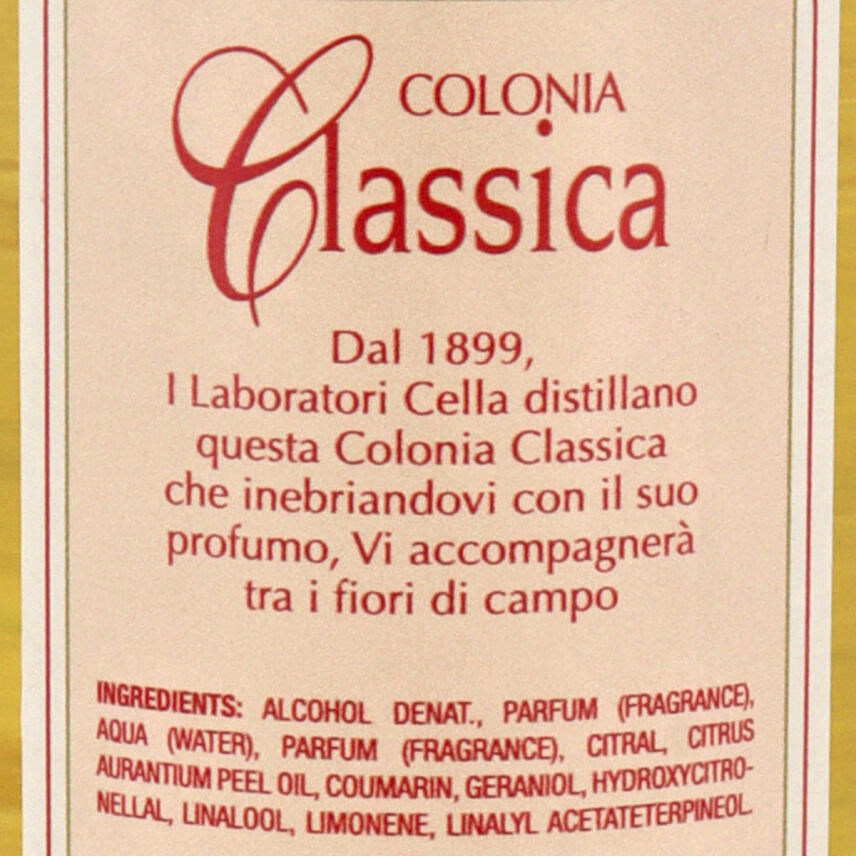 COLONIA
Classica
Dal 1899,
I Laboratori Cella distillano
questa Colonia Classica
che inebriandovi con il suo
profumo, Vi accompagnerà
tra i fiori di campo
INGREDIENTS: ALCOHOL DENAT., PARFUM (FRAGRANCE),
AQUA (WATER), PARFUM (FRAGRANCE), CITRAL, CITRUS
AURANTIUM PEEL OIL, COUMARIN, GERANIOL, HYDROXYCITRO-
NELLAL, LINALOOL, LIMONENE, LINALYL ACETATETERPINEOL.